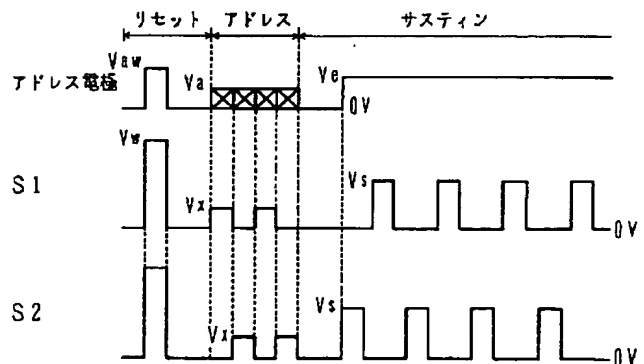 リセット アドレス サスティン
Vaw Va Ve
アドレス電極 0V
Vw
S1 Vx Vs 0V
S2 Vx Vs 0V